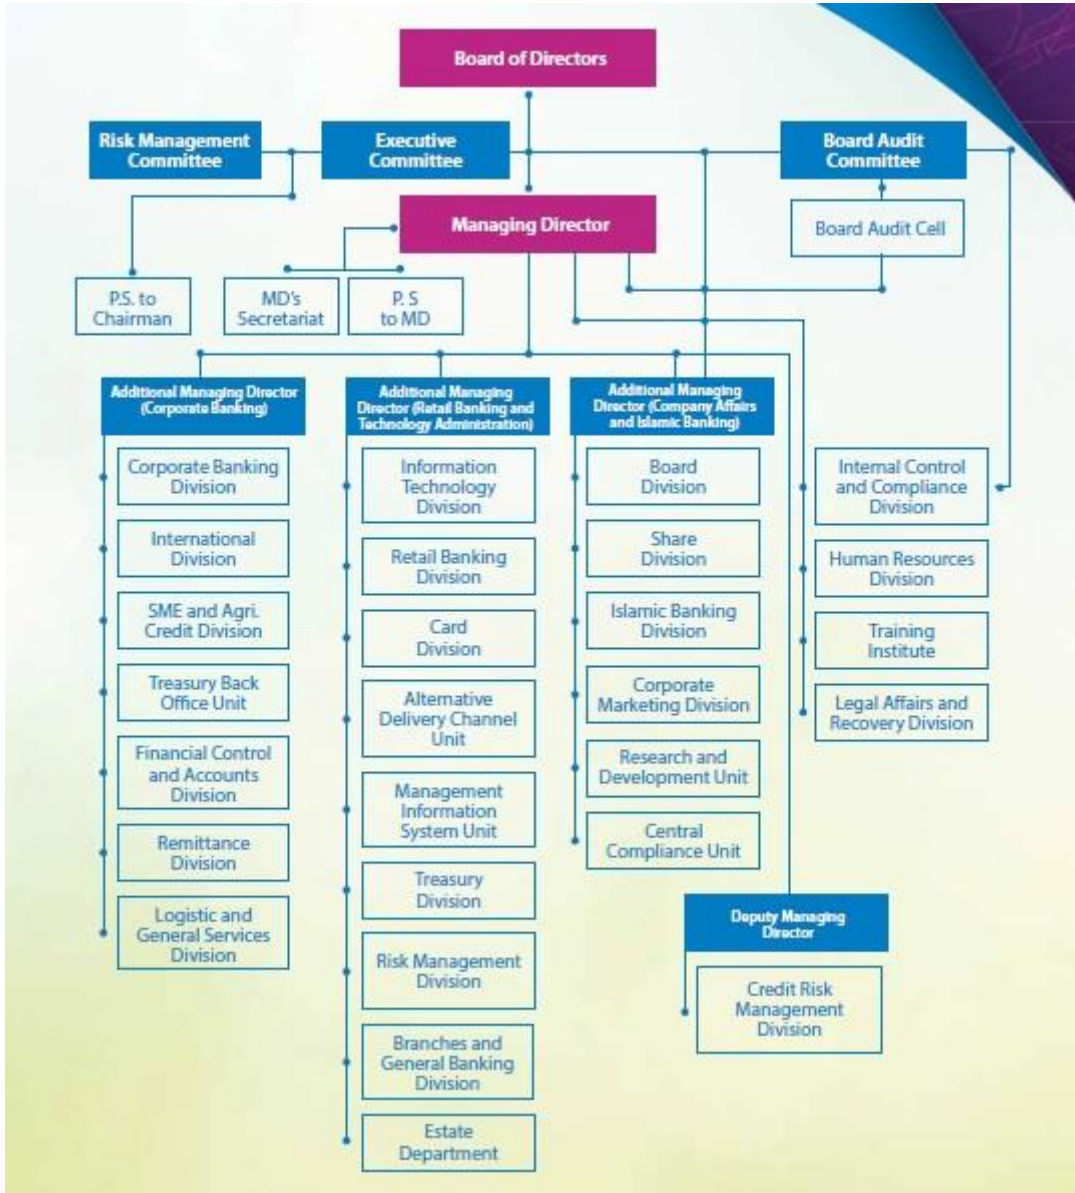 Board of Directors
Risk Management
Committee
Executive
Committee
Board Audit
Committee
Managing Director
Board Audit Cell
P.S. to
Chairman
MD's
Secretariat
P. S
to MD
Additional Managing Director
(Corporate Banking)
Additional Managing
Director (Retail Banking and
Technology Administration)
Additional Managing
Director (Company Affairs
and Islamic Banking)
Corporate Banking
Division
International
Division
SME and Agri.
Credit Division
Treasury Back
Office Unit
Financial Control
and Accounts
Division
Remittance
Division
Logistic and
General Services
Division
Information
Technology
Division
Retail Banking
Division
Card
Division
Alternative
Delivery Channel
Unit
Management
Information
System Unit
Treasury
Division
Risk Management
Division
Branches and
General Banking
Division
Estate
Department
Board
Division
Share
Division
Islamic Banking
Division
Corporate
Marketing Division
Research and
Development Unit
Central
Compliance Unit
Internal Control
and Compliance
Division
Human Resources
Division
Training
Institute
Legal Affairs and
Recovery Division
Deputy Managing
Director
Credit Risk
Management
Division